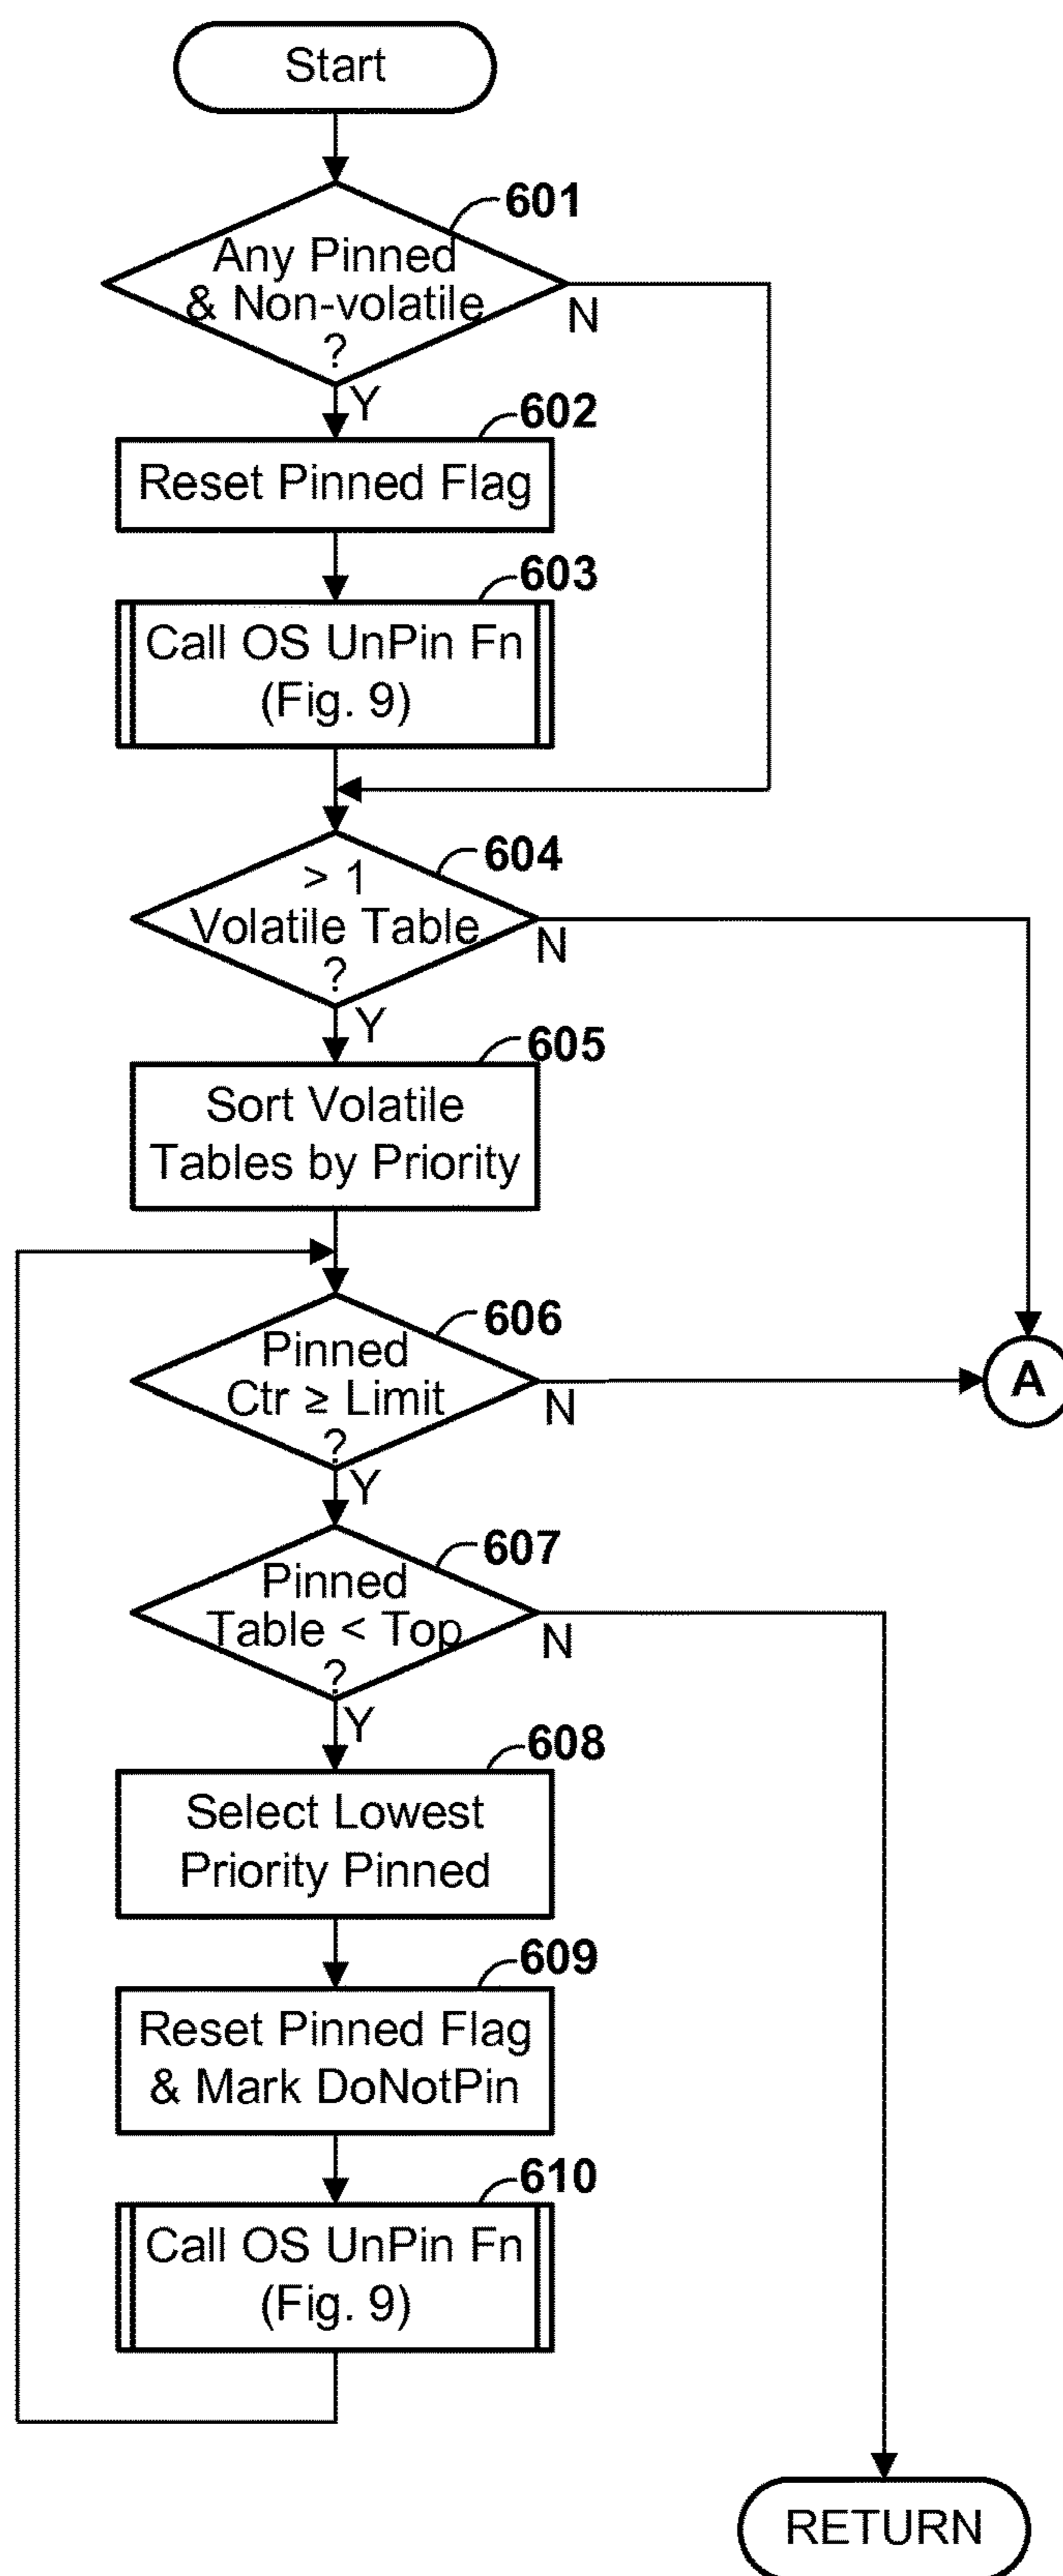 Start
601
Any Pinned
& Non-volatile
?
N
Y
602
Reset Pinned Flag
603
Call OS UnPin Fn
(Fig. 9)
604
> 1
Volatile Table
?
N
Y
605
Sort Volatile
Tables by Priority
606
Pinned
Ctr ≥ Limit
?
N
A
Y
607
Pinned
Table < Top
?
N
Y
608
Select Lowest
Priority Pinned
609
Reset Pinned Flag
& Mark DoNotPin
610
Call OS UnPin Fn
(Fig. 9)
RETURN